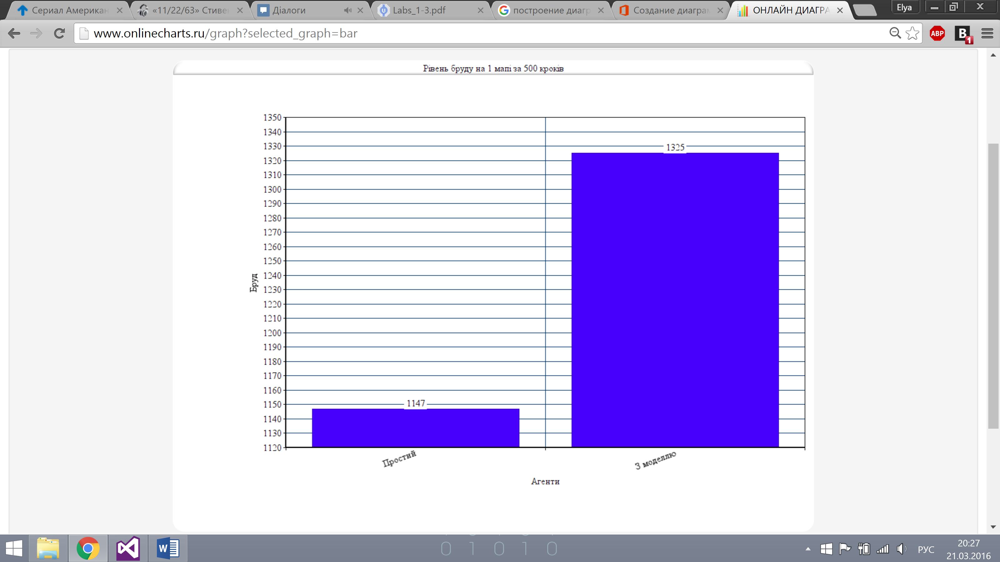 Сериал Американ
«11/22/63» Стивен
Діалоги
Labs_1-3.pdf
построение диагр
Создание диаграм
ОНЛАЙН ДИАГРА
Elya
www.onlinecharts.ru/graph?selected_graph=bar
ABP
B
1
Рівень бруду на 1 мапі за 500 кроків
1350
1340
1330
1325
1320
1310
1300
1290
1280
1270
1260
1250
1240
Бруд
1230
1220
1210
1200
1190
1180
1170
1160
1150
1147
1140
1130
1120
Простий
З моделлю
Агенти
0 1 0 1 0
РУС
20:27
21.03.2016